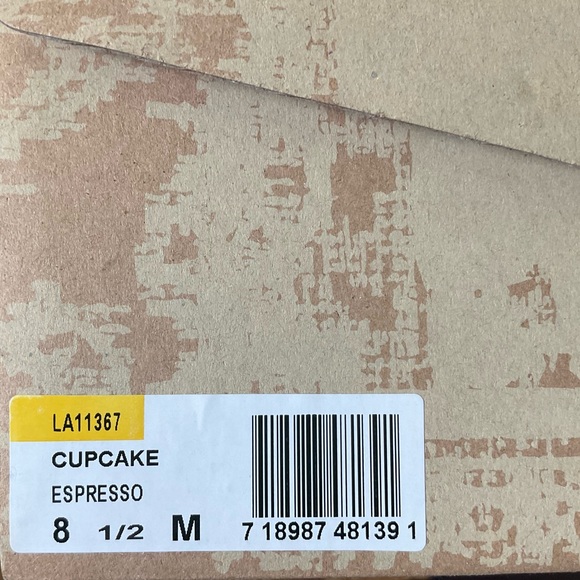 LA11367
CUPCAKE
ESPRESSO
8 1/2 M
7 18987 48139 1